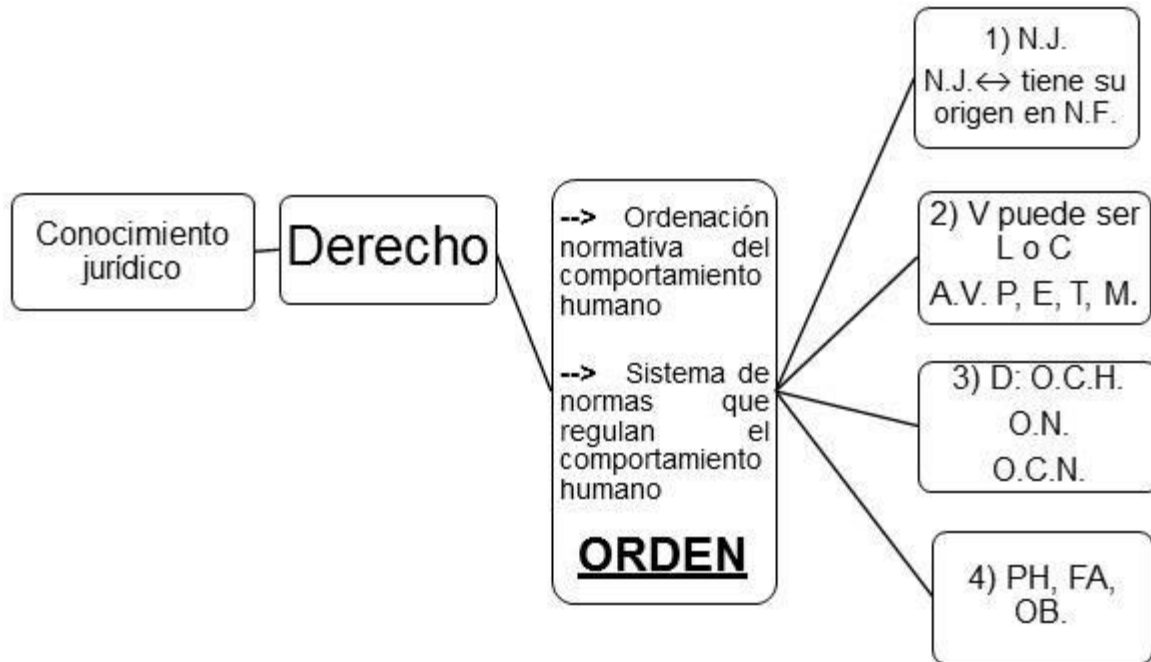 Conocimiento
jurídico
Derecho
--> Ordenación
normativa del
comportamiento
humano
--> Sistema de
normas que
regulan el
comportamiento
humano
ORDEN
1) N.J.
N.J.↔ tiene su
origen en N.F.
2) V puede ser
L o C
A.V. P, E, T, M.
3) D: O.C.H.
O.N.
O.C.N.
4) PH, FA,
OB.